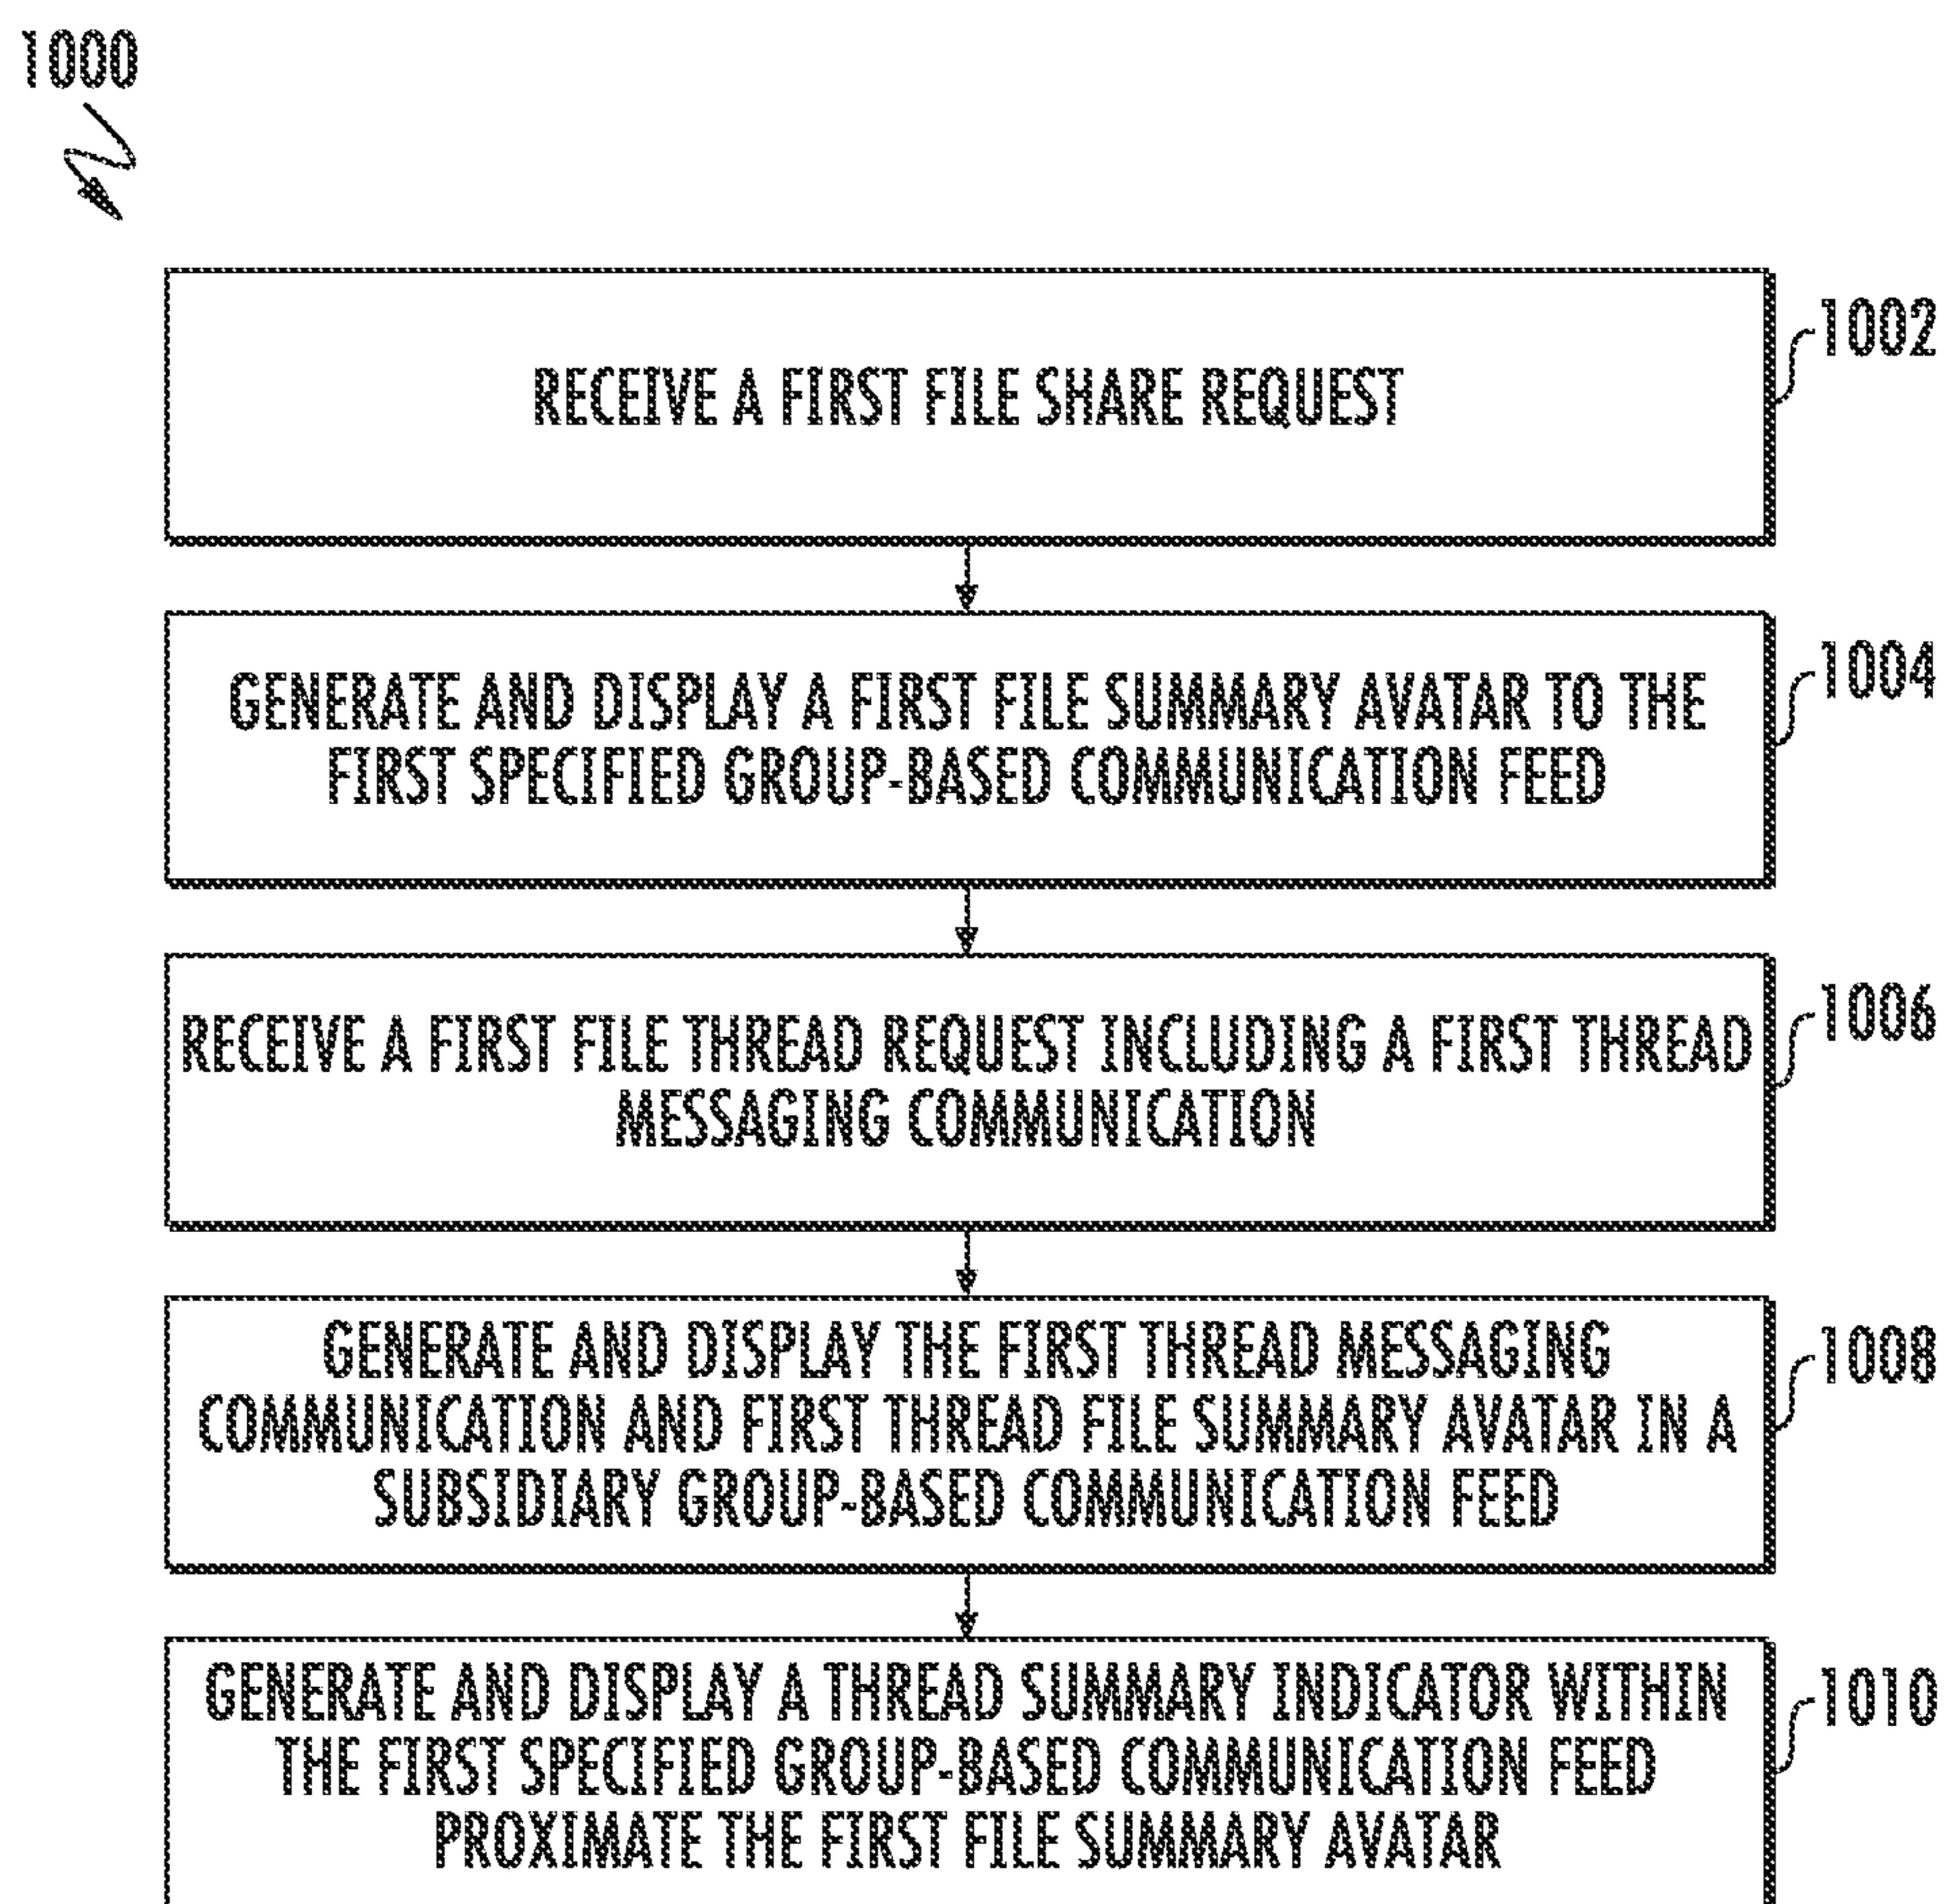 1000
RECEIVE A FIRST FILE SHARE REQUEST
1002
GENERATE AND DISPLAY A FIRST FILE SUMMARY AVATAR TO THE
FIRST SPECIFIED GROUP-BASED COMMUNICATION FEED
1004
RECEIVE A FIRST FILE THREAD REQUEST INCLUDING A FIRST THREAD
MESSAGING COMMUNICATION
1006
GENERATE AND DISPLAY THE FIRST THREAD MESSAGING
COMMUNICATION AND FIRST THREAD FILE SUMMARY AVATAR IN A
SUBSIDIARY GROUP-BASED COMMUNICATION FEED
1008
GENERATE AND DISPLAY A THREAD SUMMARY INDICATOR WITHIN
THE FIRST SPECIFIED GROUP-BASED COMMUNICATION FEED
PROXIMATE THE FIRST FILE SUMMARY AVATAR
1010